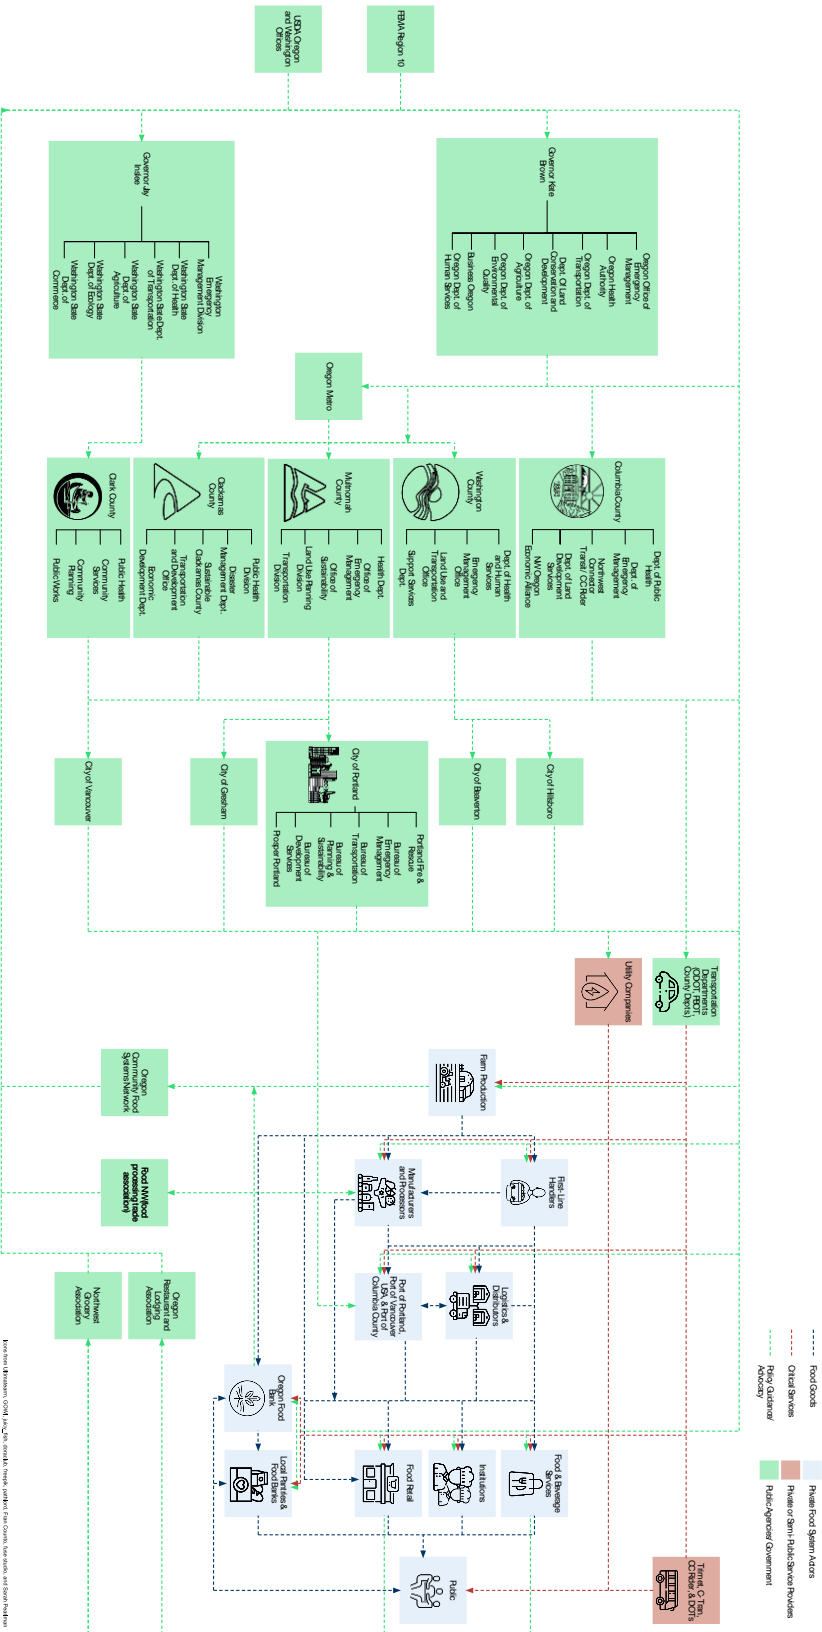 USDA Oregon
and Washington
Offices
FEMA Region 10
Governor Kate
Brown
Oregon Office of
Emergency
Management
Oregon Health
Authority
Oregon Dept. of
Transportation
Dept. Of Land
Conservation and
Development
Oregon Dept. of
Agriculture
Oregon Dept. of
Environmental
Quality
Business Oregon
Oregon Dept. of
Human Services
Governor Jay
Inslee
Washington
Emergency
Management Division
Washington State
Dept. of Health
Washington State Dept.
of Transportation
Washington State
Dept. of
Agriculture
Washington State
Dept. of Ecology
Washington State
Dept. of
Commerce
Oregon Metro
Columbia County
Dept. of Public
Health
Dept. of
Emergency
Management
Northwest
Connector
Transit / CC Rider
Dept. of Land
Development
Services
NW Oregon
Economic Alliance
Washington
County
Dept. of Health
and Human
Services
Emergency
Management
Office
Land Use and
Transportation
Office
Support Services
Dept.
Multnomah
County
Health Dept.
Office of
Emergency
Management
Office of
Sustainability
Land Use Planning
Division
Transportation
Division
Clackamas
County
Public Health
Division
Disaster
Management Dept.
Sustainable
Clackamas County
Transportation
and Development
Office
Economic
Development Dept.
Clark County
Public Health
Community
Services
Community
Planning
Public Works
City of Hillsboro
City of Beaverton
City of Portland
Portland Fire &
Rescue
Bureau of
Emergency
Management
Bureau of
Transportation
Bureau of
Planning &
Sustainability
Bureau of
Development
Services
Prosper Portland
City of Gresham
City of Vancouver
Transportation
Departments
(ODOT, PBOT,
County Depts.)
Utility Companies
Farm Production
Oregon
Community Food
Systems Network
First-Line
Handlers
Manufacturers
and Processors
Food NW (food
processing trade
association)
Logistics &
Distributors
Port of Portland,
Port of Vancouver
USA, & Port of
Columbia County
Oregon
Restaurant and
Lodging
Association
Northwest
Grocery
Association
Oregon Food
Bank
Food & Beverage
Services
Institutions
Food Retail
Local Pantries &
Food Banks
Trimet, C-Tran,
CC Rider, & DOTs
Public
Food Goods
Critical Services
Policy Guidance/
Advocacy
Private Food System Actors
Private or Semi-Public Service Providers
Public Agencies/Government